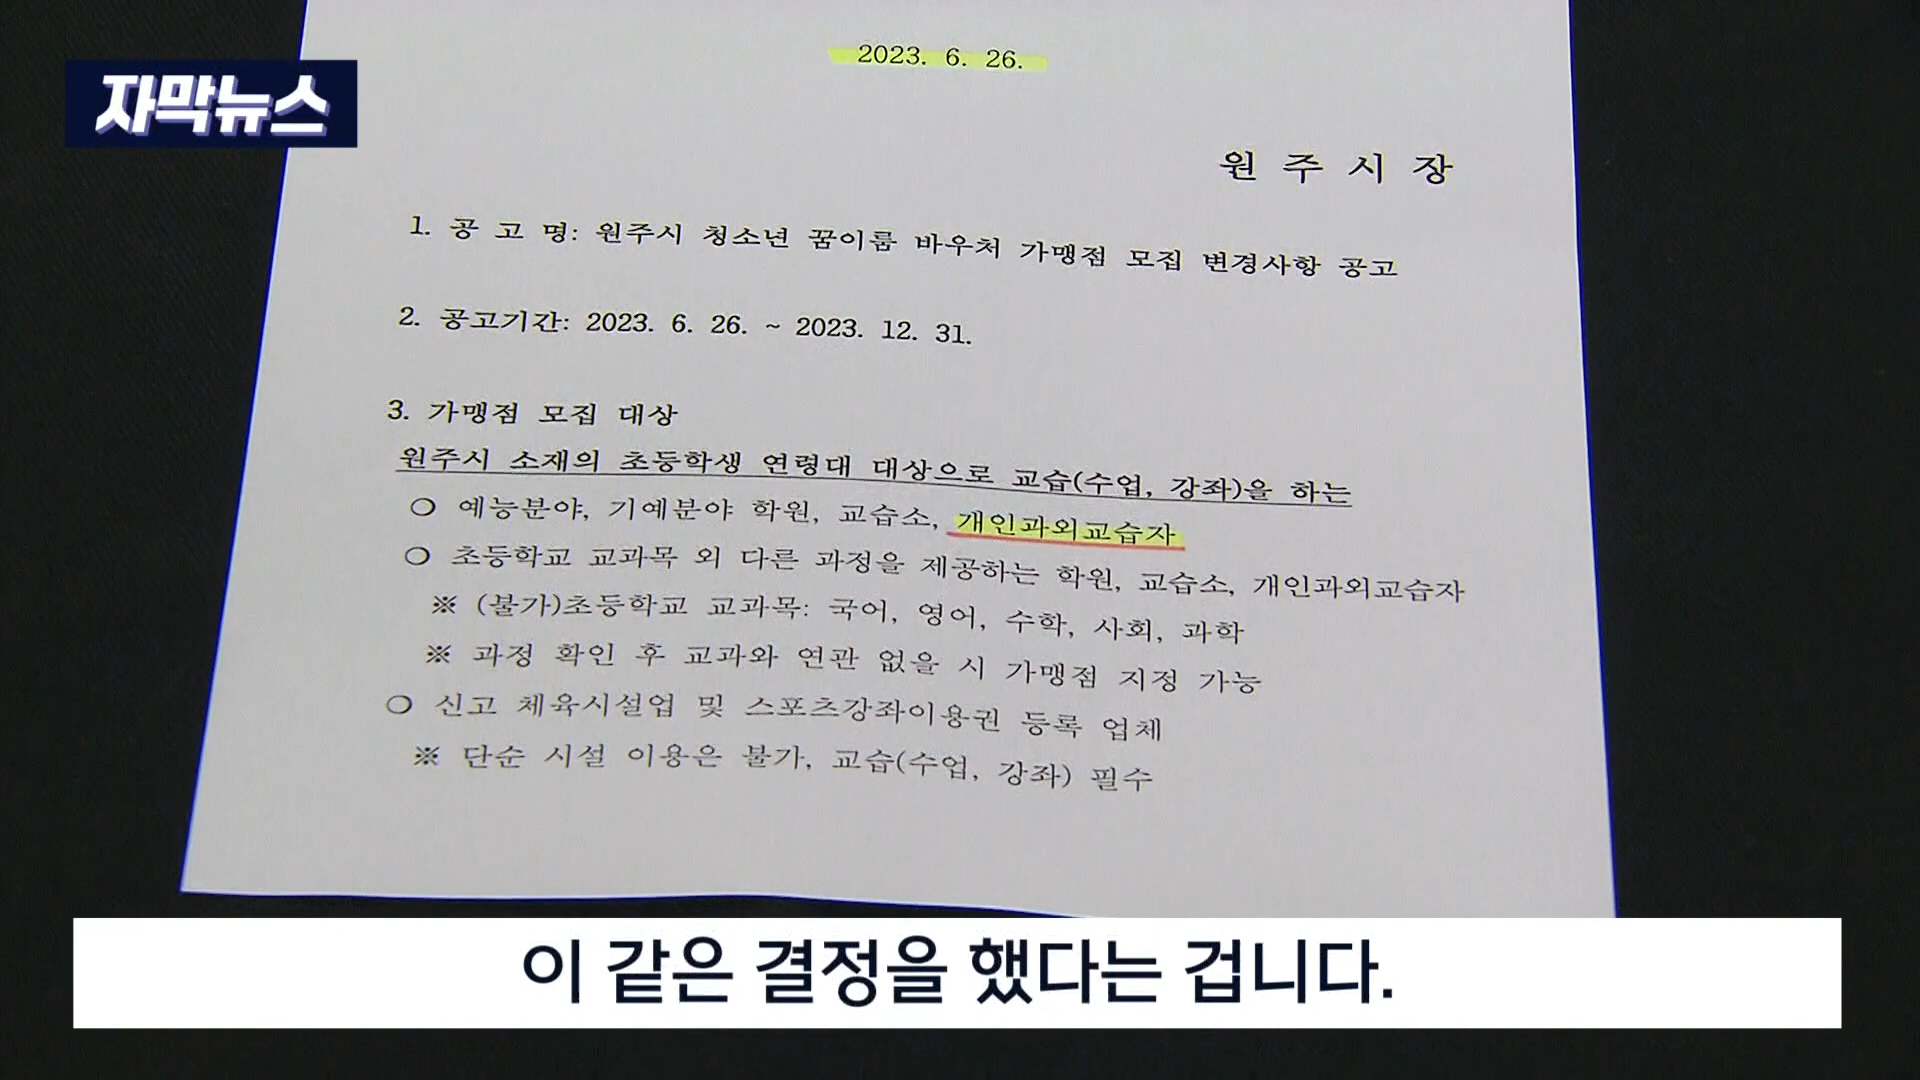 2023. 6. 26.
자막뉴스
원 주 시 장
1. 공 고 명: 원주시 청소년 꿈이룸 바우처 가맹점 모집 변경사항 공고
2. 공고기간: 2023. 6. 26. ~ 2023. 12. 31.
3. 가맹점 모집 대상
원주시 소재의 초등학생 연령대 대상으로 교습(수업, 강좌)을 하는
○ 예능분야, 기예분야 학원, 교습소, 개인과외교습자
○ 초등학교 교과목 외 다른 과정을 제공하는 학원, 교습소, 개인과외교습자
※ (불가)초등학교 교과목: 국어, 영어, 수학, 사회, 과학
※ 과정 확인 후 교과와 연관 없을 시 가맹점 지정 가능
○ 신고 체육시설업 및 스포츠강좌이용권 등록 업체
※ 단순 시설 이용은 불가, 교습(수업, 강좌) 필수
이 같은 결정을 했다는 겁니다.